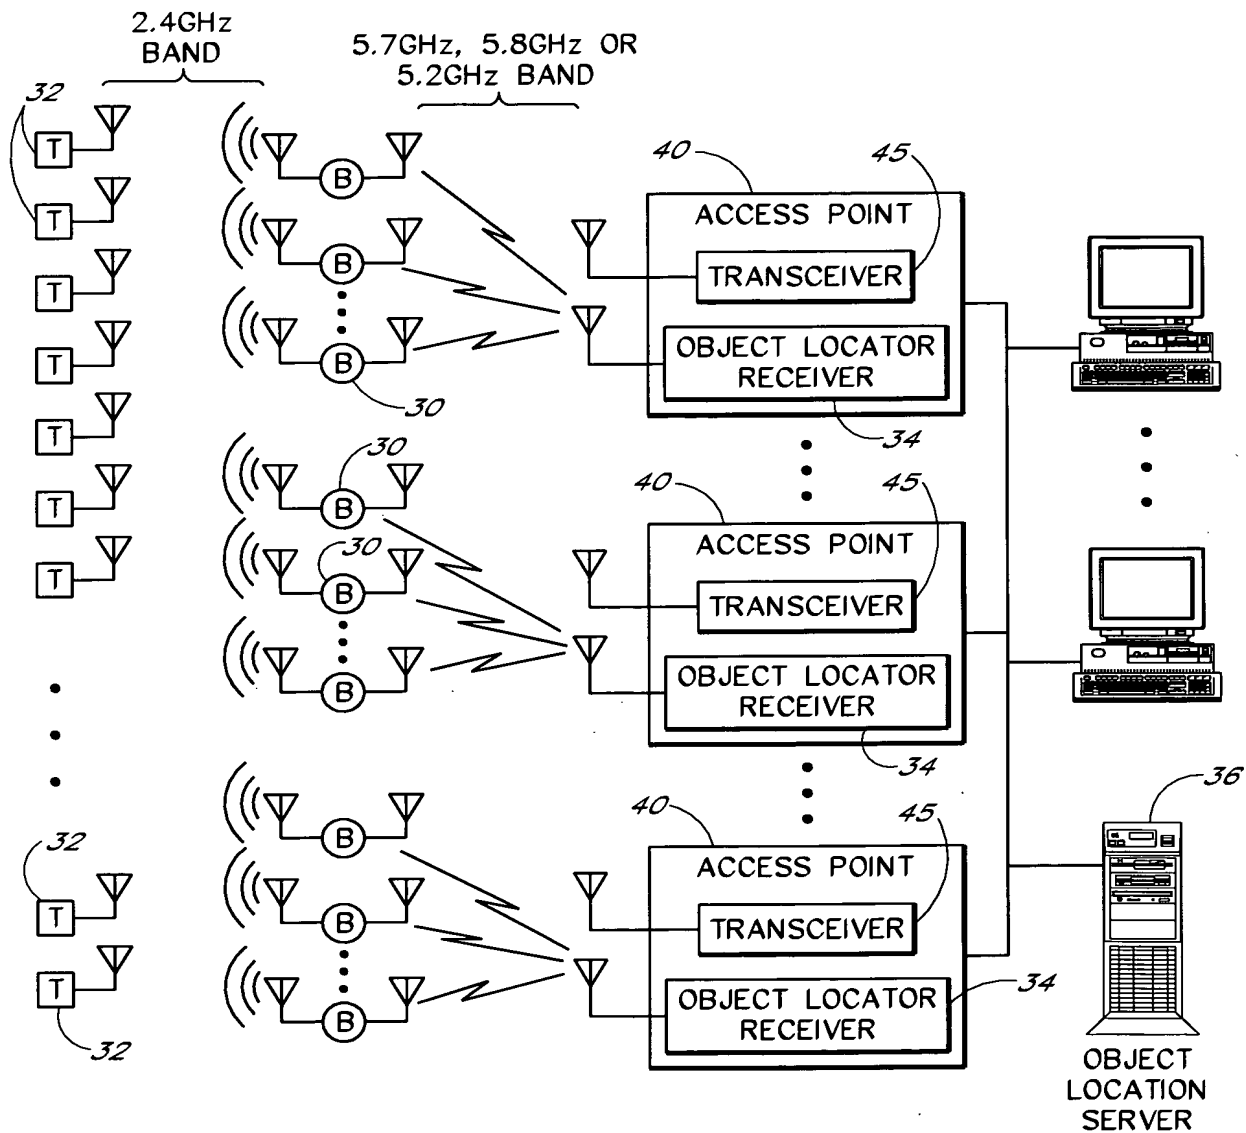 2.4GHz
BAND
5.7GHz, 5.8GHz OR
5.2GHz BAND
32
T
T
T
T
T
T
T
32
T
T
32
B
B
B
30
30
B
30
B
B
B
B
B
40
45
ACCESS POINT
TRANSCEIVER
OBJECT LOCATOR
RECEIVER
34
40
45
ACCESS POINT
TRANSCEIVER
OBJECT LOCATOR
RECEIVER
34
40
45
ACCESS POINT
TRANSCEIVER
OBJECT LOCATOR
RECEIVER
34
36
OBJECT
LOCATION
SERVER